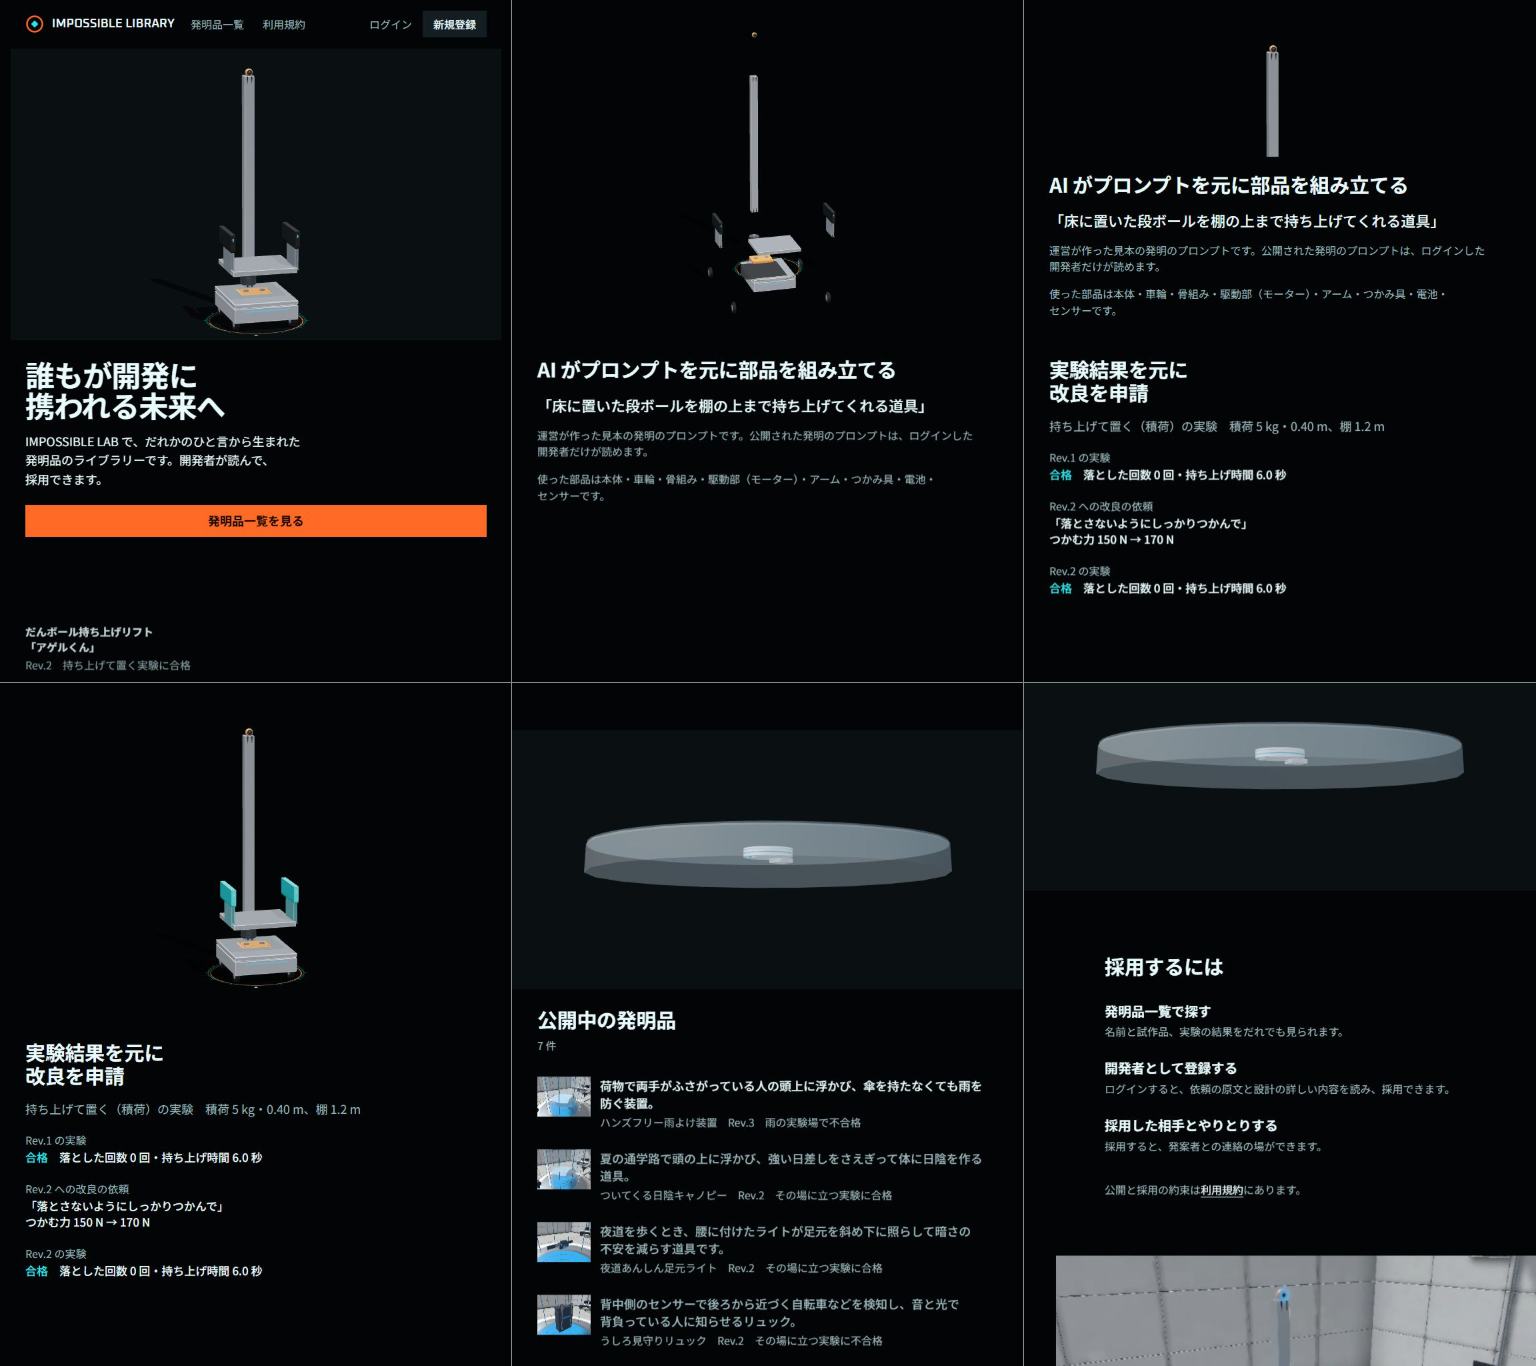 IMPOSSIBLE LIBRARY 発明品一覧 利用規約 ログイン 新規登録
誰もが開発に
携われる未来へ
IMPOSSIBLE LAB で、だれかのひと言から生まれた
発明品のライブラリーです。開発者が読んで、
採用できます。
発明品一覧を見る
だんボール持ち上げリフト
「アゲルくん」
Rev.2 持ち上げて置く実験に合格
AI がプロンプトを元に部品を組み立てる
「床に置いた段ボールを棚の上まで持ち上げてくれる道具」
運営が作った見本の発明のプロンプトです。公開された発明のプロンプトは、ログインした
開発者だけが読めます。
使った部品は本体・車輪・骨組み・駆動部（モーター）・アーム・つかみ具・電池・
センサーです。
AI がプロンプトを元に部品を組み立てる
「床に置いた段ボールを棚の上まで持ち上げてくれる道具」
運営が作った見本の発明のプロンプトです。公開された発明のプロンプトは、ログインした
開発者だけが読めます。
使った部品は本体・車輪・骨組み・駆動部（モーター）・アーム・つかみ具・電池・
センサーです。
実験結果を元に
改良を申請
持ち上げて置く（積荷）の実験 積荷 5 kg・0.40 m、棚 1.2 m
Rev.1 の実験
合格 落とした回数 0 回・持ち上げ時間 6.0 秒
Rev.2 への改良の依頼
「落とさないようにしっかりつかんで」
つかむ力 150 N → 170 N
Rev.2 の実験
合格 落とした回数 0 回・持ち上げ時間 6.0 秒
実験結果を元に
改良を申請
持ち上げて置く（積荷）の実験 積荷 5 kg・0.40 m、棚 1.2 m
Rev.1 の実験
合格 落とした回数 0 回・持ち上げ時間 6.0 秒
Rev.2 への改良の依頼
「落とさないようにしっかりつかんで」
つかむ力 150 N → 170 N
Rev.2 の実験
合格 落とした回数 0 回・持ち上げ時間 6.0 秒
公開中の発明品
7 件
荷物で両手がふさがっている人の頭上に浮かび、傘を持たなくても雨を
防ぐ装置。
ハンズフリー雨よけ装置 Rev.3 雨の実験場で不合格
夏の通学路で頭の上に浮かび、強い日差しをさえぎって体に日陰を作る
道具。
ついてくる日陰キャノピー Rev.2 その場に立つ実験に合格
夜道を歩くとき、腰に付けたライトが足元を斜め下に照らして暗さの
不安を減らす道具です。
夜道あんしん足元ライト Rev.2 その場に立つ実験に合格
背中側のセンサーで後ろから近づく自転車などを検知し、音と光で
背負っている人に知らせるリュック。
うしろ見守りリュック Rev.2 その場に立つ実験に不合格
採用するには
発明品一覧で探す
名前と試作品、実験の結果をだれでも見られます。
開発者として登録する
ログインすると、依頼の原文と設計の詳しい内容を読み、採用できます。
採用した相手とやりとりする
採用すると、発案者との連絡の場ができます。
公開と採用の約束は利用規約にあります。